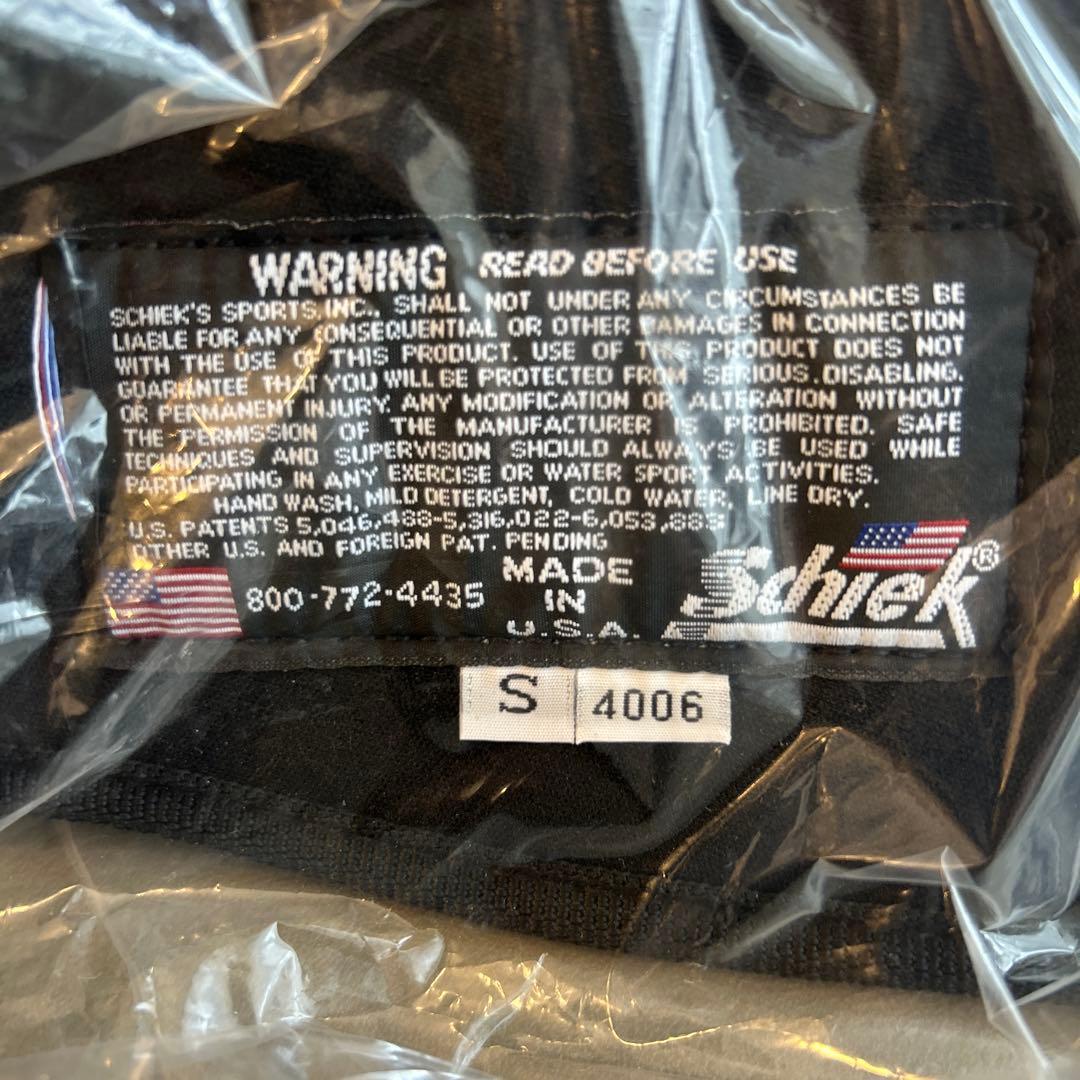 WARNING READ BEFORE USE
SCHIEK'S SPORTS, INC., SHALL NOT UNDER ANY CIRCUMSTANCES BE
LIABLE FOR ANY CONSEQUENTIAL OR OTHER DAMAGES IN CONNECTION
WITH THE USE OF THIS PRODUCT. USE OF THIS PRODUCT DOES NOT
GUARANTEE THAT YOU WILL BE PROTECTED FROM SERIOUS, DISABLING,
OR PERMANENT INJURY. ANY MODIFICATION OR ALTERATION WITHOUT
THE PERMISSION OF THE MANUFACTURER IS PROHIBITED. SAFE
TECHNIQUES AND SUPERVISION SHOULD ALWAYS BE USED WHILE
PARTICIPATING IN ANY EXERCISE OR WATER SPORT ACTIVITIES.
HAND WASH, MILD DETERGENT, COLD WATER, LINE DRY.
U.S. PATENTS 5,046,488-5,316,022-6,053,883
OTHER U.S. AND FOREIGN PAT. PENDING
800-772-4435
MADE
IN
U.S.A.
Schiek®
S
4006